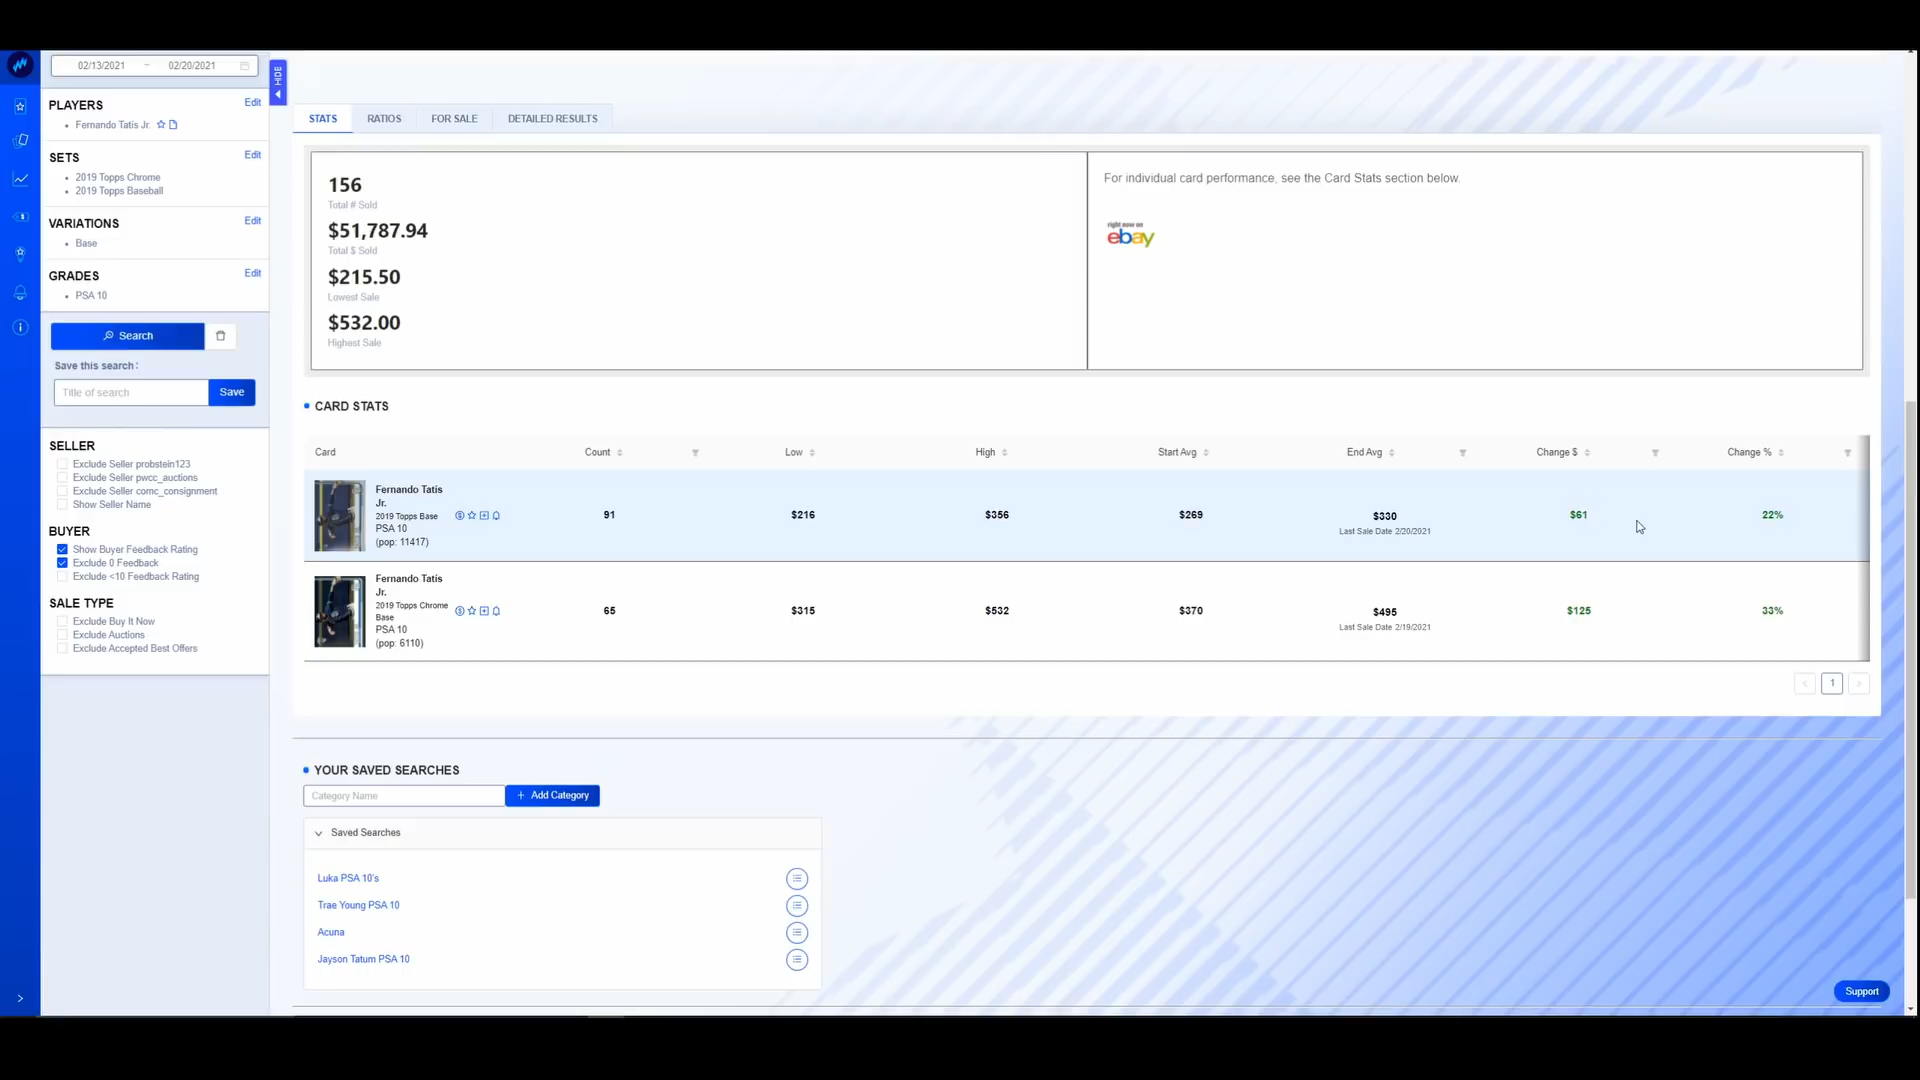 02/13/2021 ~ 02/20/2021
HIDE
PLAYERS Edit
Fernando Tatis Jr.
SETS Edit
2019 Topps Chrome
2019 Topps Baseball
VARIATIONS Edit
Base
GRADES Edit
PSA 10
Search
Save this search:
Title of search Save
SELLER
Exclude Seller probstein123
Exclude Seller pwcc_auctions
Exclude Seller comc_consignment
Show Seller Name
BUYER
Show Buyer Feedback Rating
Exclude 0 Feedback
Exclude <10 Feedback Rating
SALE TYPE
Exclude Buy It Now
Exclude Auctions
Exclude Accepted Best Offers
STATS RATIOS FOR SALE DETAILED RESULTS
156
Total # Sold
$51,787.94
Total $ Sold
$215.50
Lowest Sale
$532.00
Highest Sale
For individual card performance, see the Card Stats section below.
right now on
ebay
CARD STATS
Card Count Low High Start Avg End Avg Change $ Change %
Fernando Tatis
Jr.
2019 Topps Base
PSA 10
(pop: 11417)
91 $216 $356 $269 $330 $61 22%
Last Sale Date 2/20/2021
Fernando Tatis
Jr.
2019 Topps Chrome
Base
PSA 10
(pop: 6110)
65 $315 $532 $370 $495 $125 33%
Last Sale Date 2/19/2021
< 1 >
YOUR SAVED SEARCHES
Category Name + Add Category
Saved Searches
Luka PSA 10's
Trae Young PSA 10
Acuna
Jayson Tatum PSA 10
Support